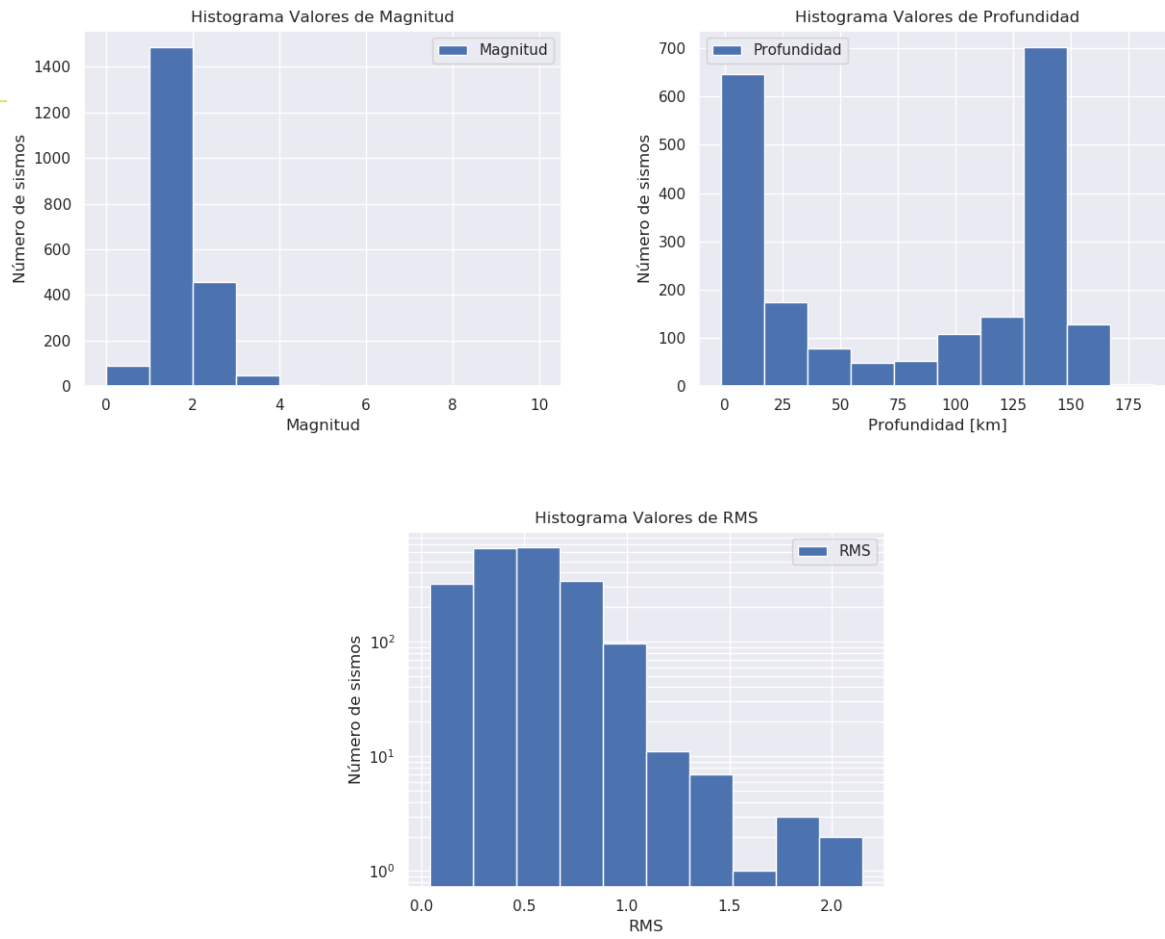 Histograma Valores de Magnitud
Magnitud
1400
1200
1000
800
600
400
200
0
Número de sismos
0 2 4 6 8 10
Magnitud
Histograma Valores de Profundidad
Profundidad
700
600
500
400
300
200
100
0
Número de sismos
0 25 50 75 100 125 150 175
Profundidad [km]
Histograma Valores de RMS
RMS
10²
10¹
10⁰
Número de sismos
0.0 0.5 1.0 1.5 2.0
RMS